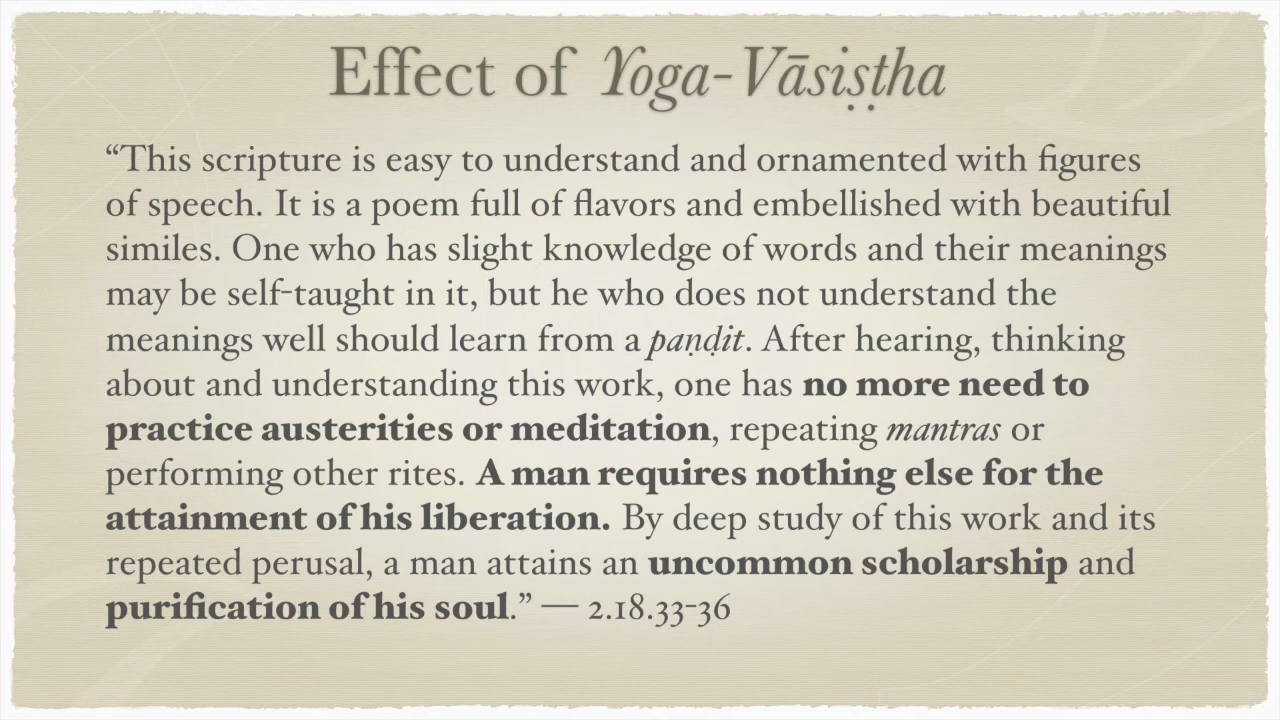 Effect of Yoga-Vāsiṣṭha
“This scripture is easy to understand and ornamented with figures
of speech. It is a poem full of flavors and embellished with beautiful
similes. One who has slight knowledge of words and their meanings
may be self-taught in it, but he who does not understand the
meanings well should learn from a paṇḍit. After hearing, thinking
about and understanding this work, one has no more need to
practice austerities or meditation, repeating mantras or
performing other rites. A man requires nothing else for the
attainment of his liberation. By deep study of this work and its
repeated perusal, a man attains an uncommon scholarship and
purification of his soul.” — 2.18.33-36